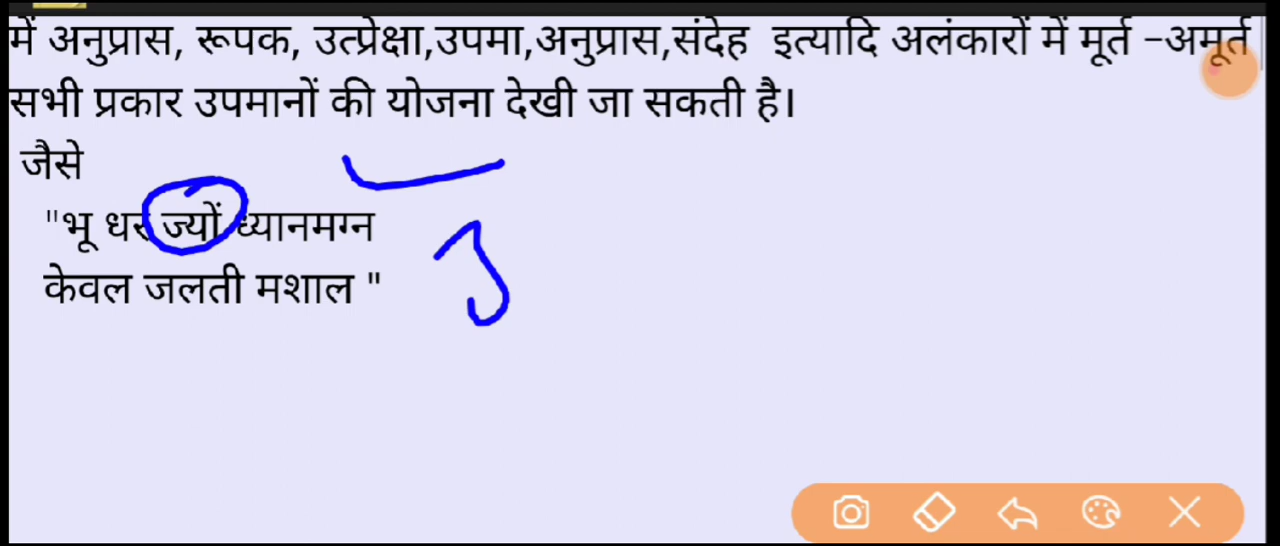 में अनुप्रास, रूपक, उत्प्रेक्षा,उपमा,अनुप्रास,संदेह इत्यादि अलंकारों में मूर्त –अमूर्त
सभी प्रकार उपमानों की योजना देखी जा सकती है।
जैसे
"भू धर ज्यों ध्यानमग्न
केवल जलती मशाल "